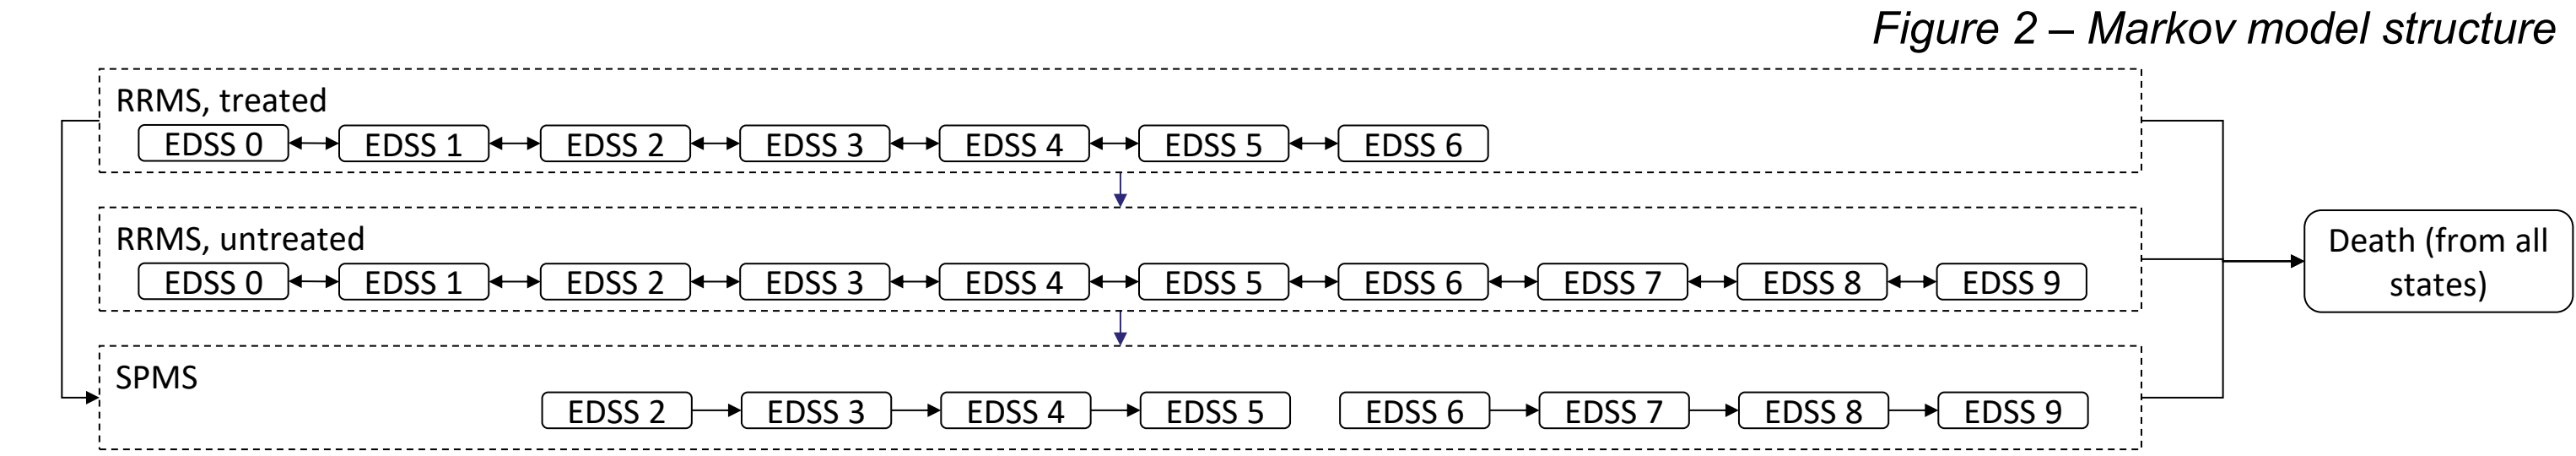 Figure 2 – Markov model structure
RRMS, treated
EDSS 0 EDSS 1 EDSS 2 EDSS 3 EDSS 4 EDSS 5 EDSS 6
RRMS, untreated
EDSS 0 EDSS 1 EDSS 2 EDSS 3 EDSS 4 EDSS 5 EDSS 6 EDSS 7 EDSS 8 EDSS 9
Death (from all
states)
SPMS
EDSS 2 EDSS 3 EDSS 4 EDSS 5 EDSS 6 EDSS 7 EDSS 8 EDSS 9